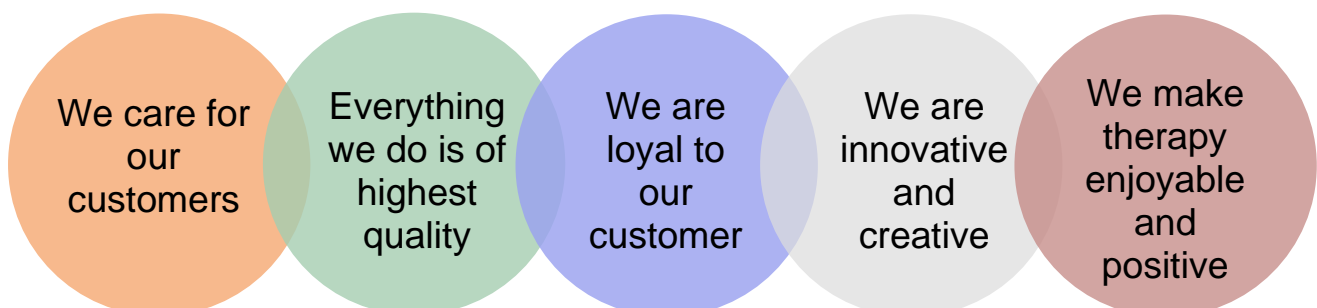 We care for
our
customers
Everything
we do is of
highest
quality
We are
loyal to
our
customer
We are
innovative
and
creative
We make
therapy
enjoyable
and
positive